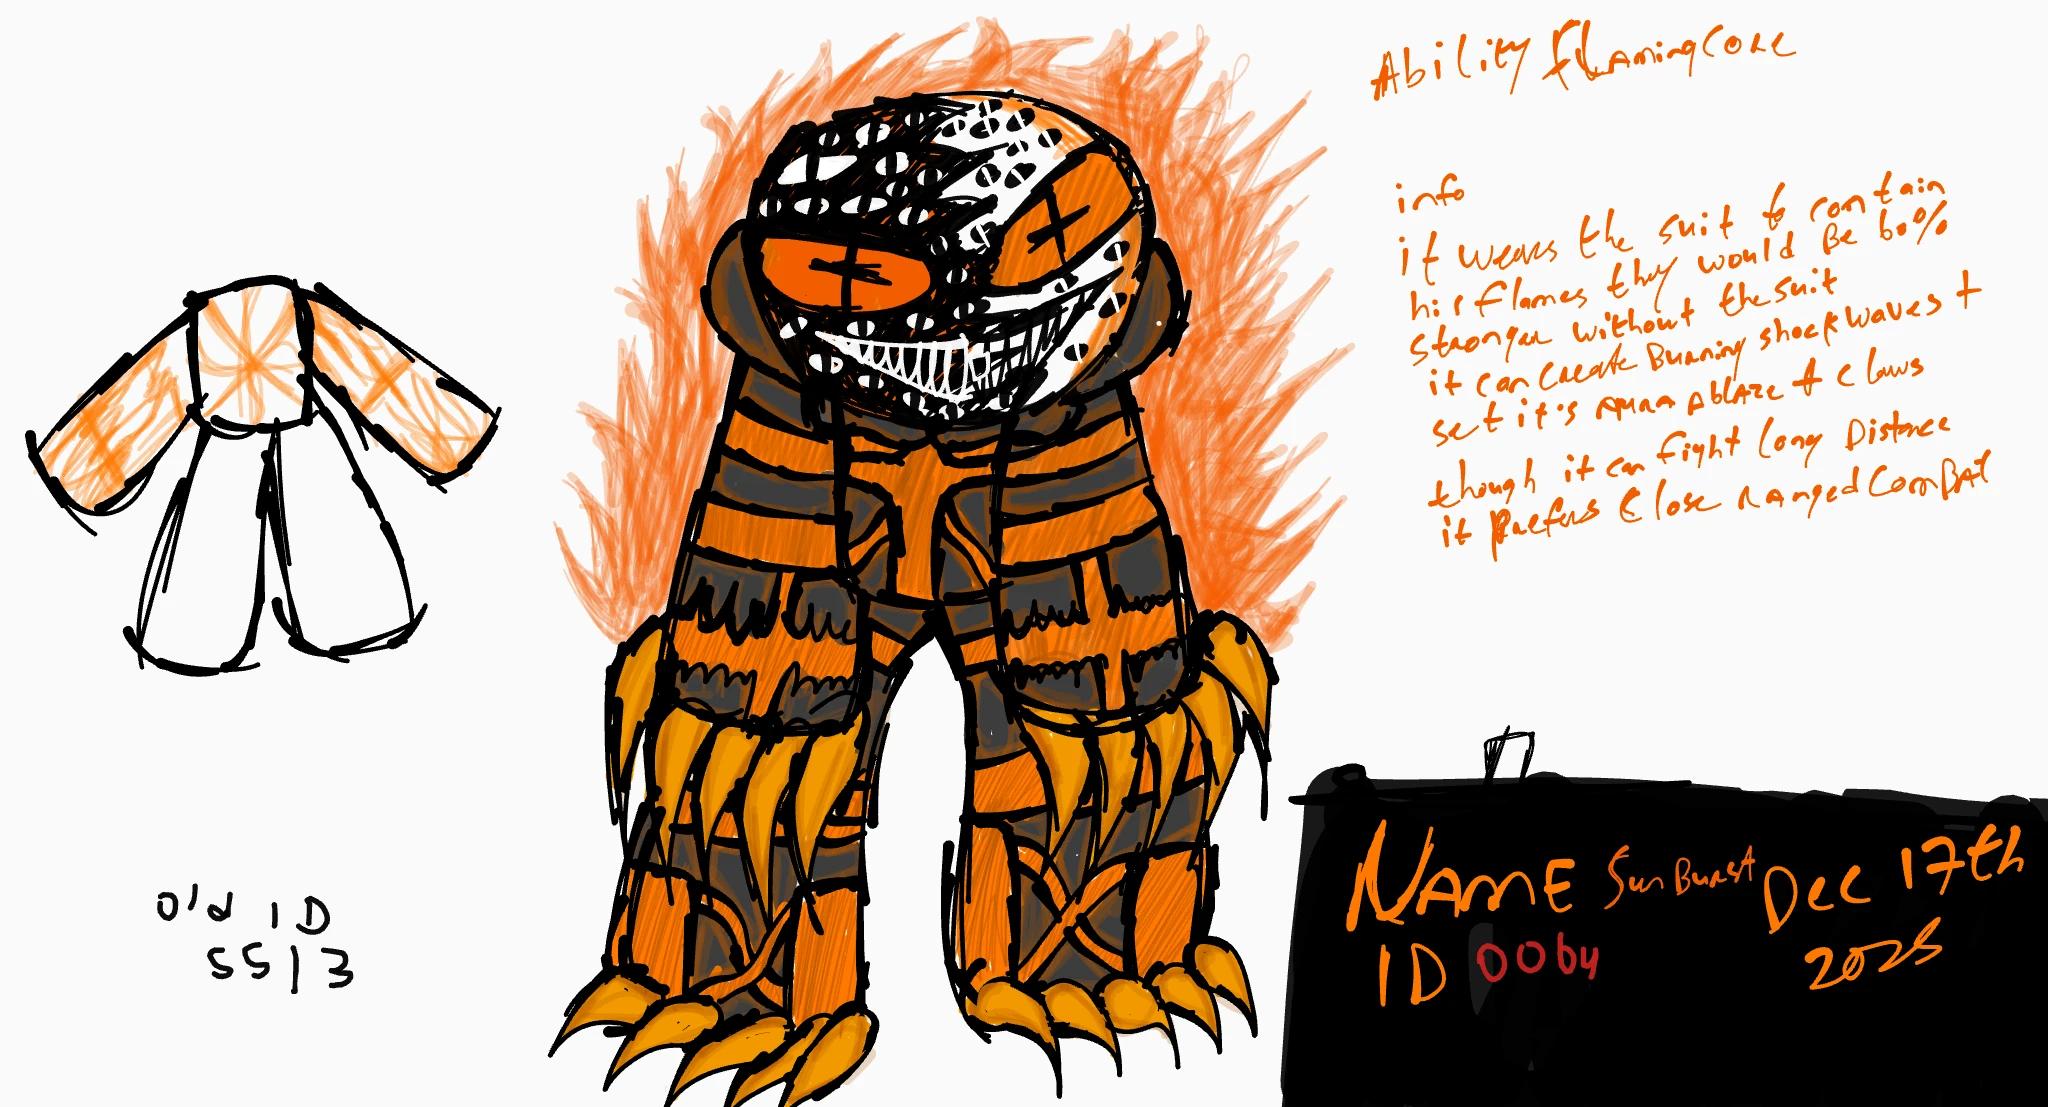 Ability Flamingcore
info
it wears the suit to contain
his flames they would Be 60%
stronger without the suit
it can create Burning shockwaves +
set it's aura ablaze & claws
though it can fight long Distance
it prefers close ranged comBat
old ID
5513
NAME SunBurst Dec 17th
ID 0064 2025